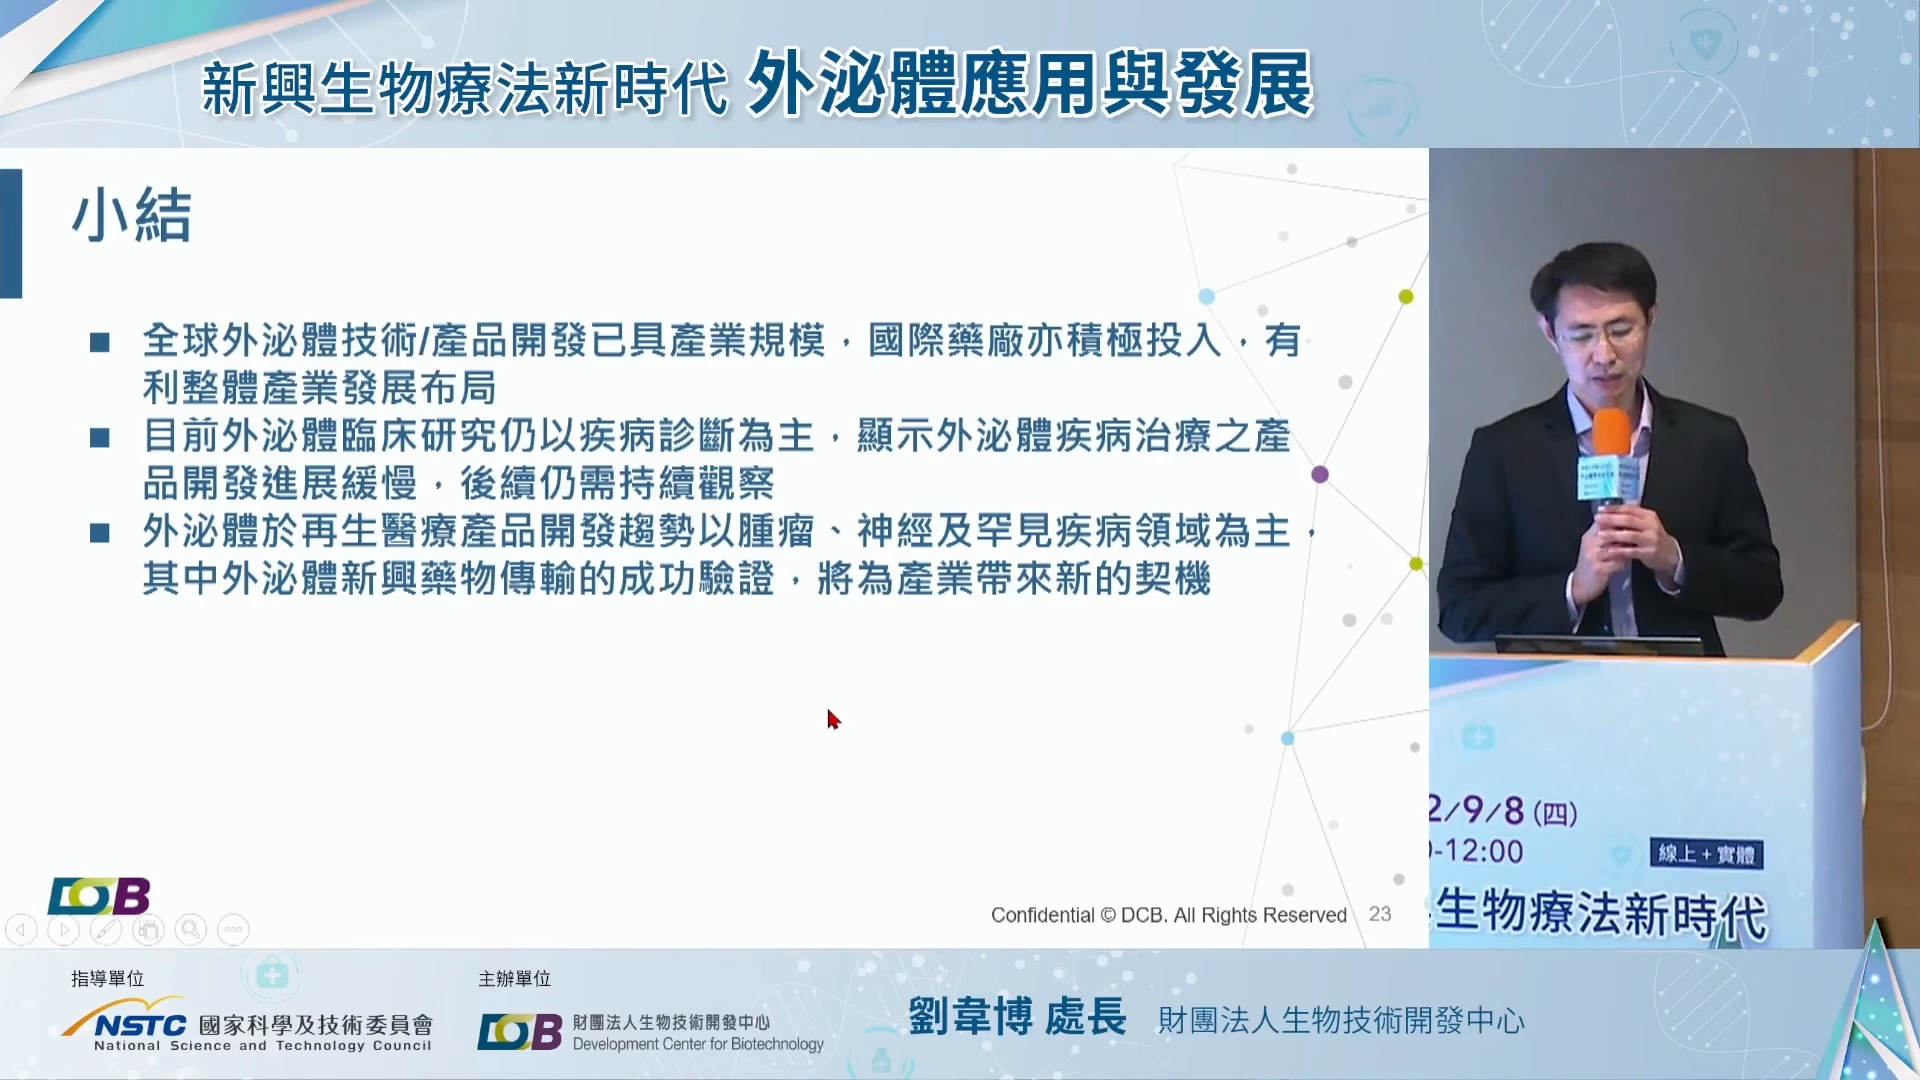 新興生物療法新時代 外泌體應用與發展
小結
■ 全球外泌體技術/產品開發已具產業規模，國際藥廠亦積極投入，有
利整體產業發展布局
■ 目前外泌體臨床研究仍以疾病診斷為主，顯示外泌體疾病治療之產
品開發進展緩慢，後續仍需持續觀察
■ 外泌體於再生醫療產品開發趨勢以腫瘤、神經及罕見疾病領域為主，
其中外泌體新興藥物傳輸的成功驗證，將為產業帶來新的契機
DCB
Confidential © DCB. All Rights Reserved 23
2/9/8 (四)
-12:00
線上+實體
生物療法新時代
指導單位
NSTC 國家科學及技術委員會
National Science and Technology Council
主辦單位
DCB 財團法人生物技術開發中心
Development Center for Biotechnology
劉韋博 處長 財團法人生物技術開發中心